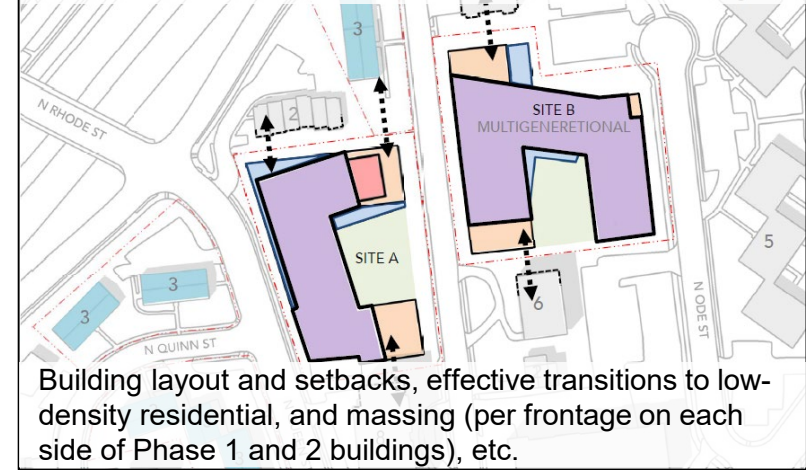 3
N RHODE ST
2
SITE B
MULTIGENERETIONAL
SITE A
5
3
3
6
N QUINN ST
N ODE ST
Building layout and setbacks, effective transitions to low-
density residential, and massing (per frontage on each
side of Phase 1 and 2 buildings), etc.